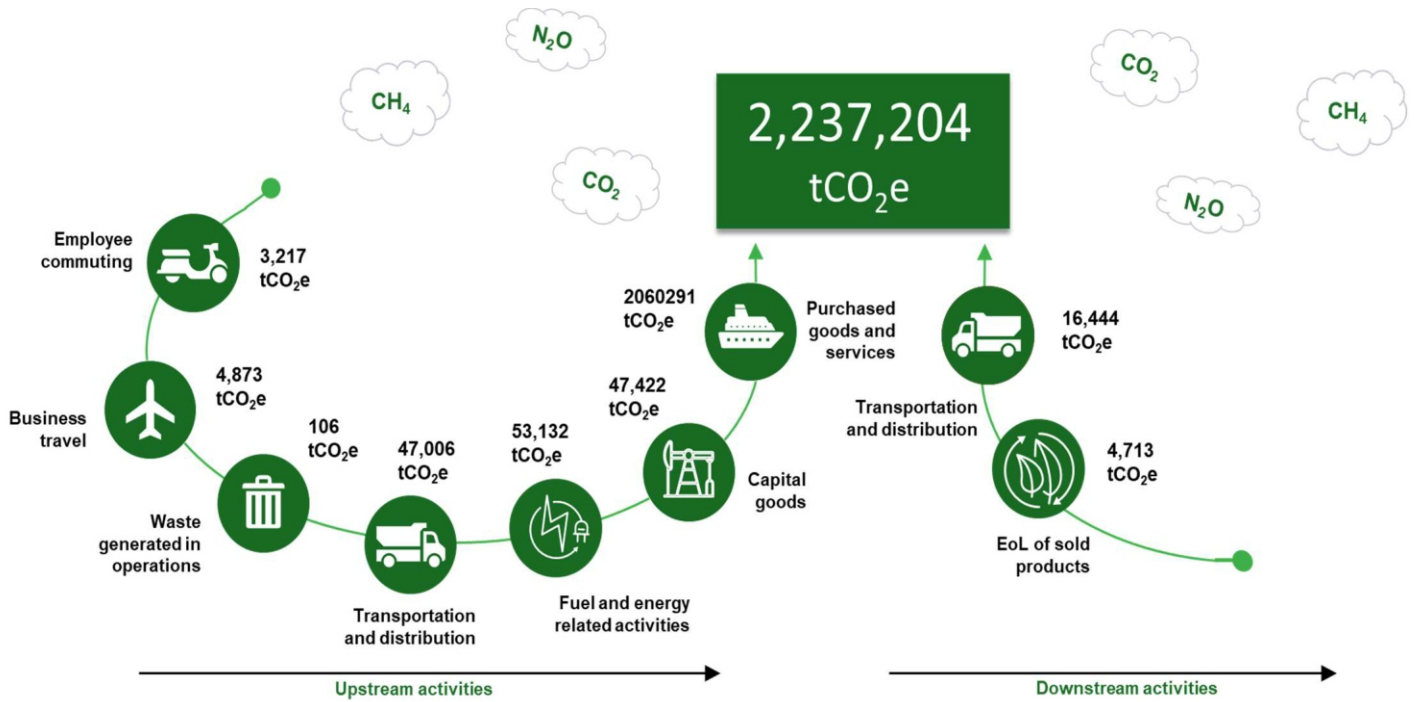 N₂O
CH₄
CO₂
2,237,204
tCO₂e
CO₂
CH₄
N₂O
Employee
commuting
3,217
tCO₂e
Business
travel
4,873
tCO₂e
106
tCO₂e
Waste
generated in
operations
47,006
tCO₂e
Transportation
and distribution
53,132
tCO₂e
Fuel and energy
related activities
47,422
tCO₂e
Capital
goods
2060291
tCO₂e
Purchased
goods and
services
16,444
tCO₂e
Transportation
and distribution
4,713
tCO₂e
EoL of sold
products
Upstream activities
Downstream activities